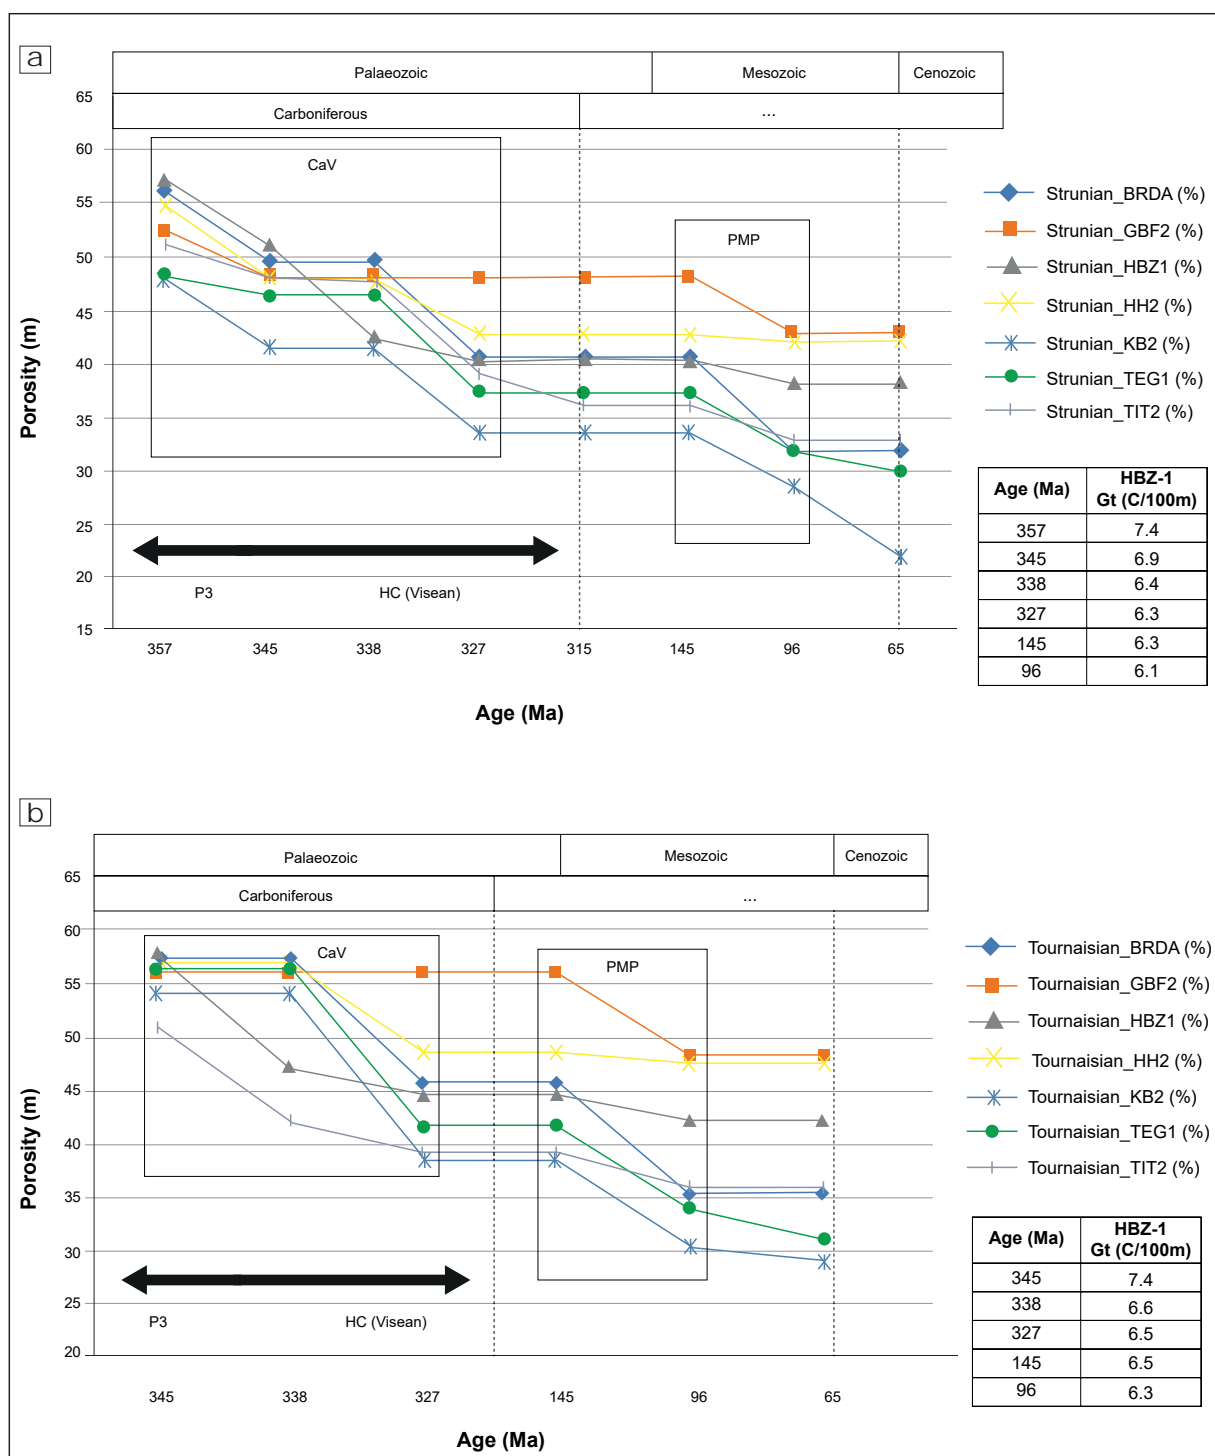 a
Palaeozoic Mesozoic Cenozoic
Carboniferous ...
65
60
55
50
45
40
35
30
25
20
15
Porosity (m)
CaV
PMP
P3 HC (Visean)
357 345 338 327 315 145 96 65
Age (Ma)
Strunian_BRDA (%)
Strunian_GBF2 (%)
Strunian_HBZ1 (%)
Strunian_HH2 (%)
Strunian_KB2 (%)
Strunian_TEG1 (%)
Strunian_TIT2 (%)
Age (Ma) HBZ-1
Gt (C/100m)
357 7.4
345 6.9
338 6.4
327 6.3
145 6.3
96 6.1
b
Palaeozoic Mesozoic Cenozoic
Carboniferous ...
65
60
55
50
45
40
35
30
25
20
Porosity (m)
CaV
PMP
P3 HC (Visean)
345 338 327 145 96 65
Age (Ma)
Tournaisian_BRDA (%)
Tournaisian_GBF2 (%)
Tournaisian_HBZ1 (%)
Tournaisian_HH2 (%)
Tournaisian_KB2 (%)
Tournaisian_TEG1 (%)
Tournaisian_TIT2 (%)
Age (Ma) HBZ-1
Gt (C/100m)
345 7.4
338 6.6
327 6.5
145 6.5
96 6.3